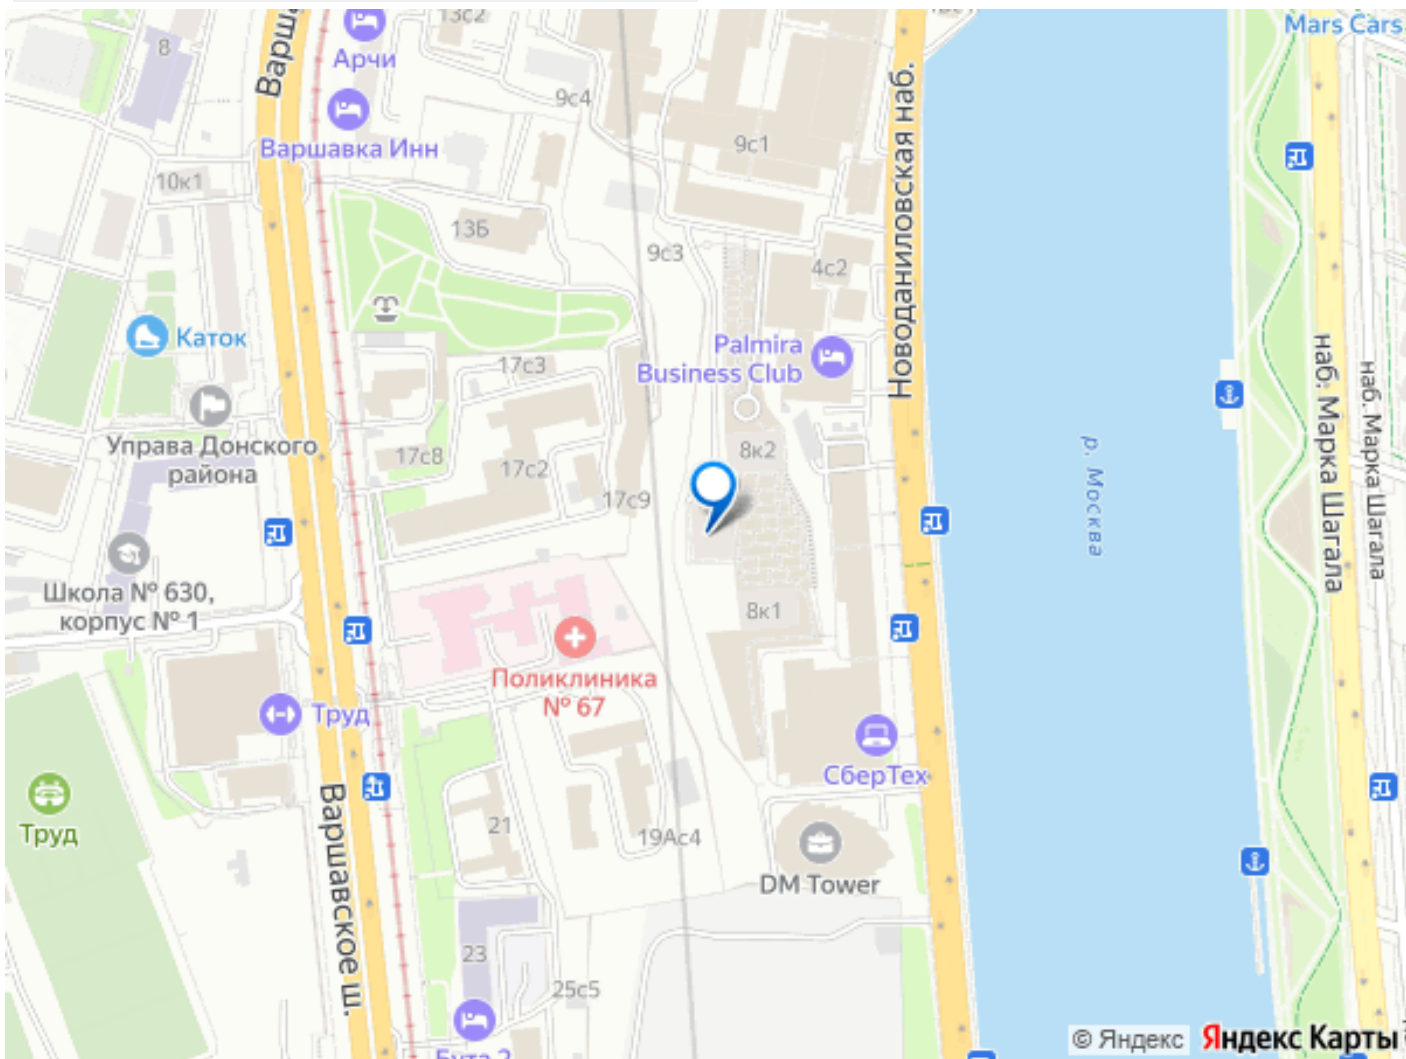 13с2
Mars Cars
8
Варша
Арчи
9с4
Варшавка Инн
9с1
10к1
Новоданиловская наб.
13Б
9с3
4с2
Каток
Palmira
Business Club
17с3
наб. Марка Шагала
наб. Марка Шагала
Управа Донского
района
17с8
17с2
8к2
17с9
р. Москва
Школа № 630,
корпус № 1
8к1
Поликлиника
№ 67
Труд
СберТех
Труд
Варшавское ш.
21
19Ас4
DM Tower
23
25с5
Бута 2
© Яндекс Яндекс Карты